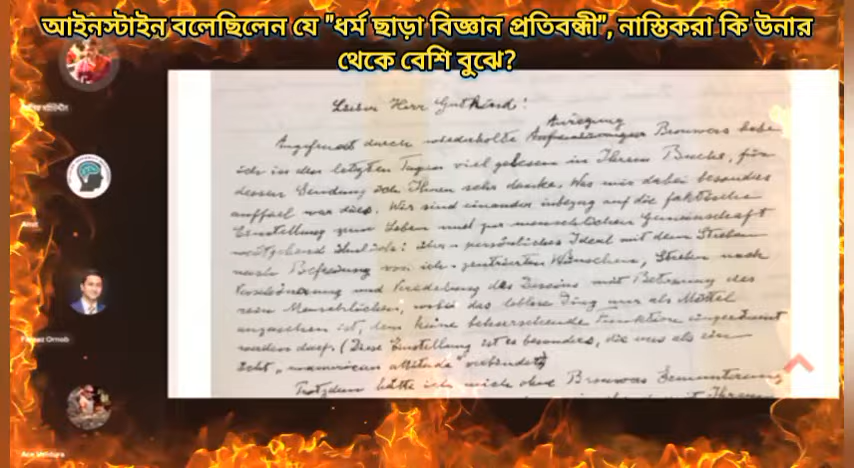 আইনস্টাইন বলেছিলেন যে "ধর্ম ছাড়া বিজ্ঞান প্রতিবন্ধী", নাস্তিকরা কি উনার
থেকে বেশি বুঝে?
Lieber Herr Gutkind!
Anregung
Angefeuert durch wiederholte Brouwers habe
ich in den letzten Tagen viel gelesen in Ihrem Buche, für
dessen Sendung ich Ihnen sehr danke. Was mir dabei besonders
auffiel war dies. Wir sind einander inbezug auf die faktische
Einstellung zum Leben und zur menschlichen Gemeinschaft
weitgehend ähnlich: über-persönliches Ideal mit dem Streben
nach Befreiung von ich-zentrierten Wünschen, Streben nach
Verschönerung und Veredelung des Daseins mit Betonung des
rein Menschlichen, wobei das leblose Ding nur als Mittel
anzusehen ist, dem keine beherrschende Funktion eingeräumt
werden darf. (Diese Einstellung ist es besonders, die uns als ein
echt „unamerican attitude" verbindet)
Trotzdem hätte ich mich ohne Brouwers Ermunterung